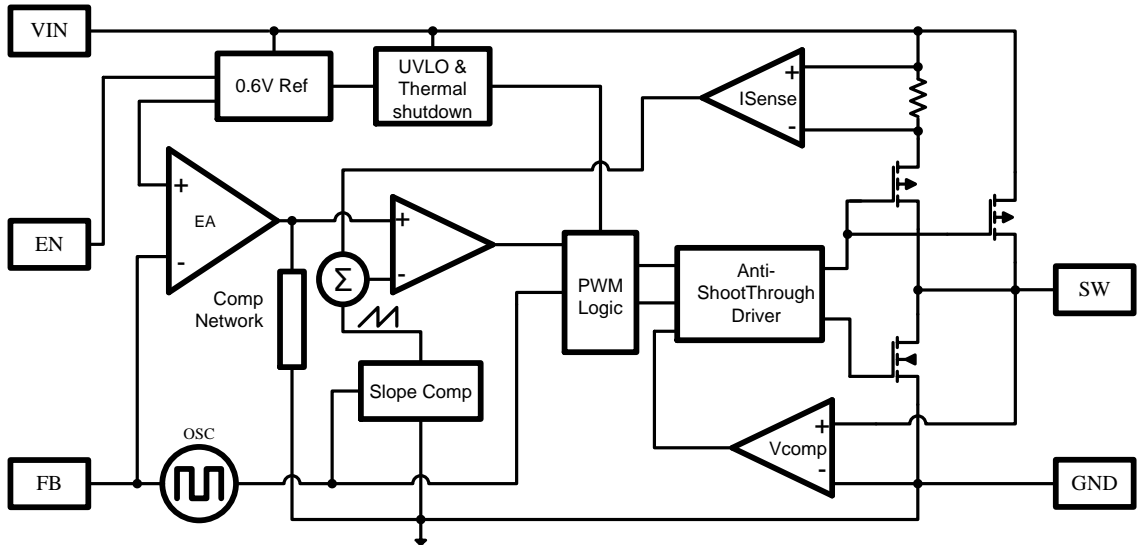 VIN
0.6V Ref
UVLO &
Thermal
shutdown
+
ISense
-
+
EA
-
+
-
EN
Σ
Comp
Network
PWM
Logic
Anti-
ShootThrough
Driver
SW
Slope Comp
OSC
+
Vcomp
-
FB
GND